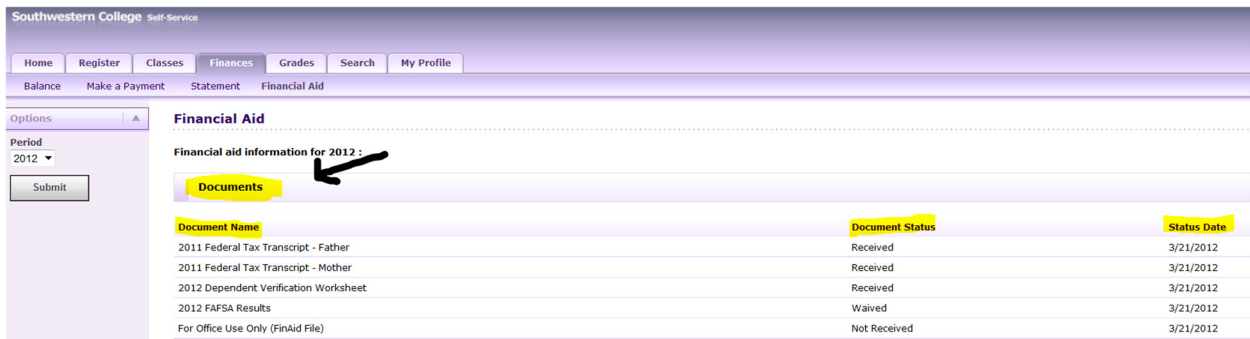 Southwestern College Self-Service
Home Register Classes Finances Grades Search My Profile
Balance Make a Payment Statement Financial Aid
Options
Period
2012
Submit
Financial Aid
Financial aid information for 2012 :
Documents
Document Name Document Status Status Date
2011 Federal Tax Transcript - Father Received 3/21/2012
2011 Federal Tax Transcript - Mother Received 3/21/2012
2012 Dependent Verification Worksheet Received 3/21/2012
2012 FAFSA Results Waived 3/21/2012
For Office Use Only (FinAid File) Not Received 3/21/2012